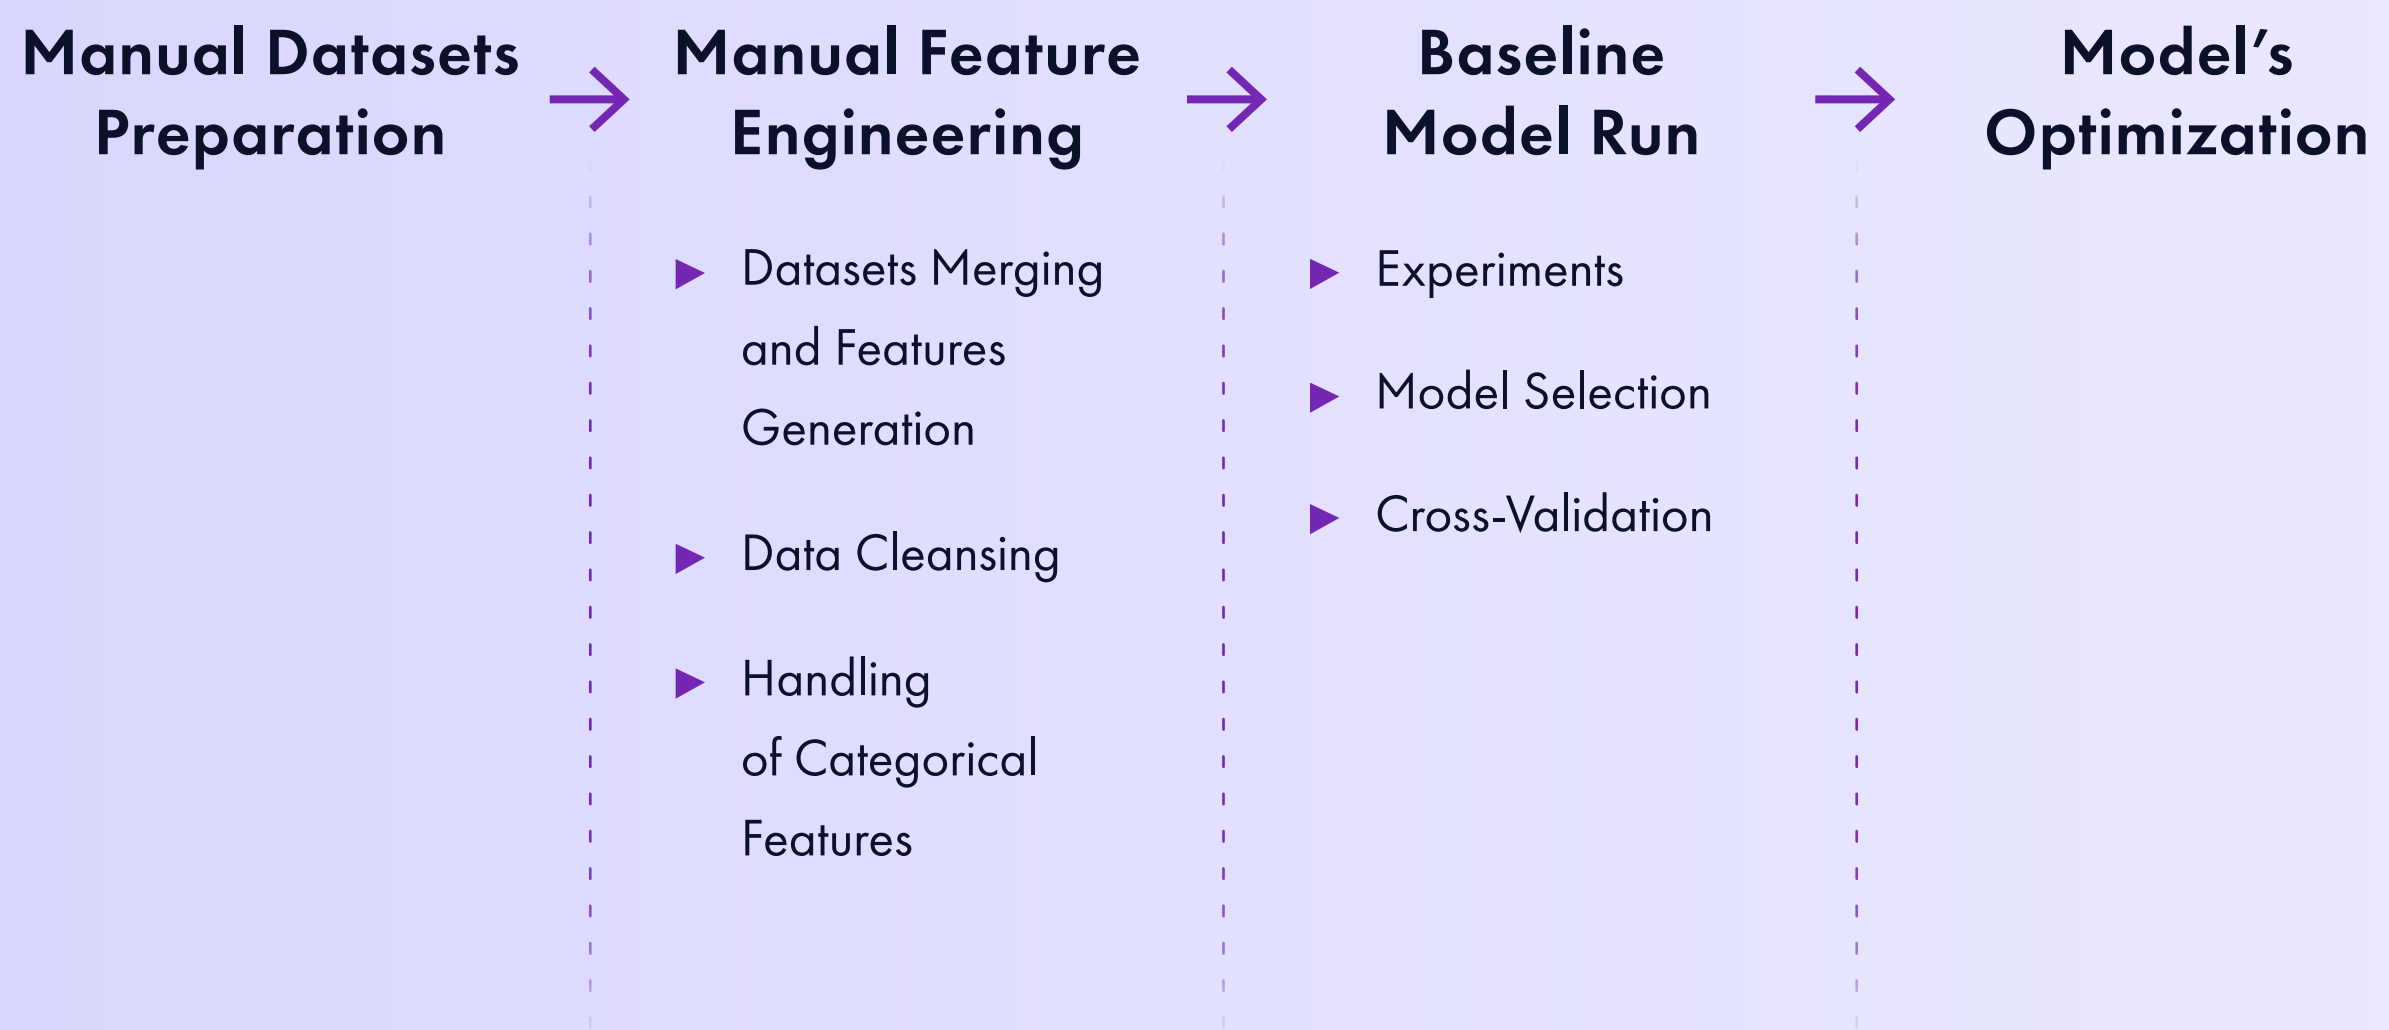 Manual Datasets
Preparation
Manual Feature
Engineering
Datasets Merging
and Features
Generation
Data Cleansing
Handling
of Categorical
Features
Baseline
Model Run
Experiments
Model Selection
Cross-Validation
Model’s
Optimization